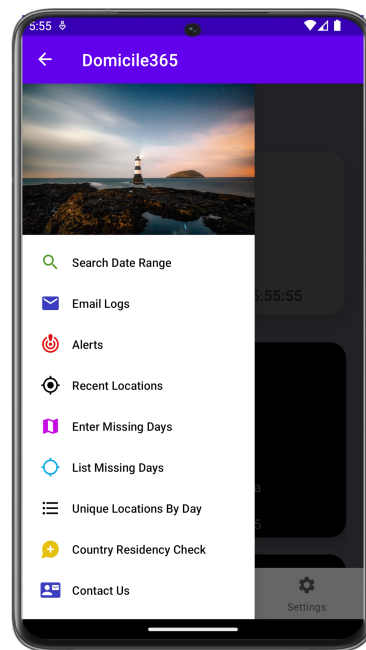 5:55
Domicile365
Search Date Range
5:55:55
Email Logs
Alerts
Recent Locations
Enter Missing Days
List Missing Days
a
Unique Locations By Day
5
Country Residency Check
Contact Us
Settings